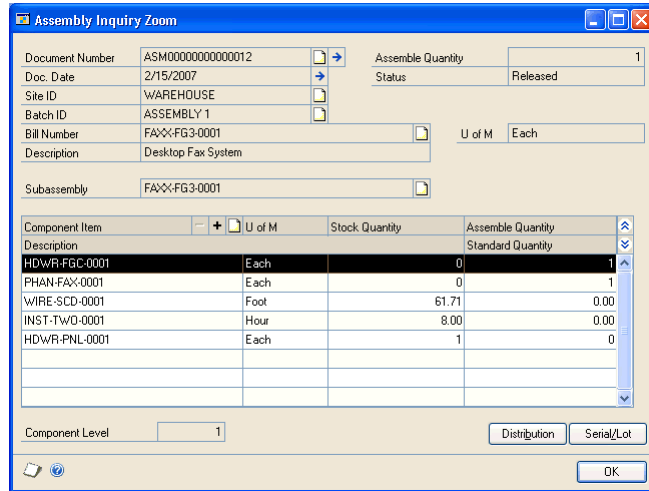 Assembly Inquiry Zoom
Document Number ASM00000000000012 Assemble Quantity 1
Doc. Date 2/15/2007 Status Released
Site ID WAREHOUSE
Batch ID ASSEMBLY 1
Bill Number FAXX-FG3-0001 U of M Each
Description Desktop Fax System
Subassembly FAXX-FG3-0001
Component Item U of M Stock Quantity Assemble Quantity
Description Standard Quantity
HDWR-FGC-0001 Each 0 1
PHAN-FAX-0001 Each 0 1
WIRE-SCD-0001 Foot 61.71 0.00
INST-TWO-0001 Hour 8.00 0.00
HDWR-PNL-0001 Each 1 0
Component Level 1 Distribution Serial/Lot
OK